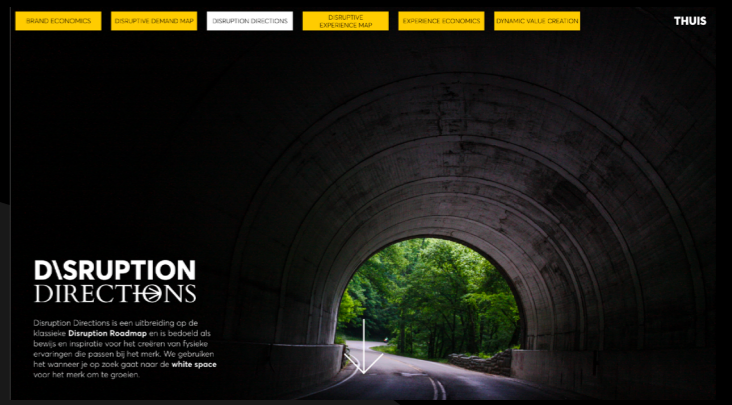 BRAND ECONOMICS
DISRUPTIVE DEMAND MAP
DISRUPTION DIRECTIONS
DISRUPTIVE
EXPERIENCE MAP
EXPERIENCE ECONOMICS
DYNAMIC VALUE CREATION
THUIS
D\SRUPTION
DIRECTIONS
Disruption Directions is een uitbreiding op de
klassieke Disruption Roadmap en is bedoeld als
bewijs en inspiratie voor het creëren van fysieke
ervaringen die passen bij het merk. We gebruiken
het wanneer je op zoek gaat naar de white space
voor het merk om te groeien.